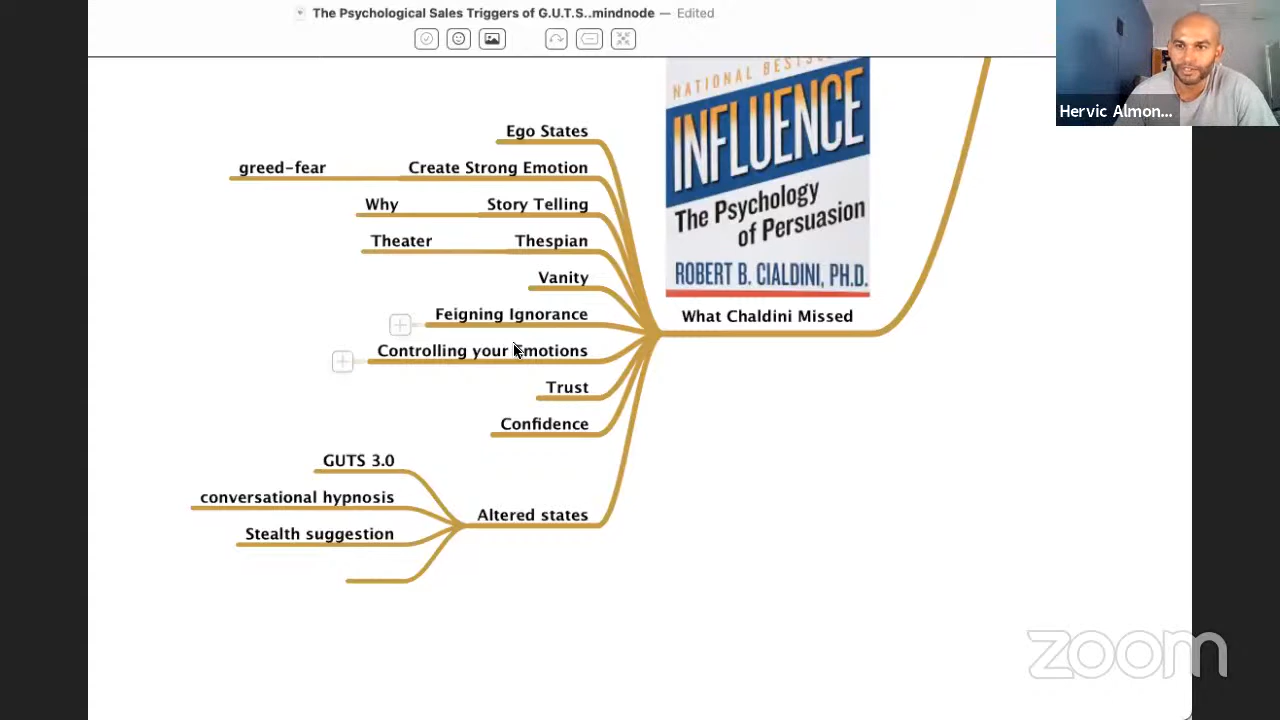 The Psychological Sales Triggers of G.U.T.S..mindnode — Edited
Hervic Almon...
NATIONAL
INFLUENCE
The Psychology
of Persuasion
ROBERT B. CIALDINI, PH.D.
What Chaldini Missed
Ego States
greed-fear Create Strong Emotion
Why Story Telling
Theater Thespian
Vanity
Feigning Ignorance
Controlling your Emotions
Trust
Confidence
GUTS 3.0
conversational hypnosis
Altered states
Stealth suggestion
zoom